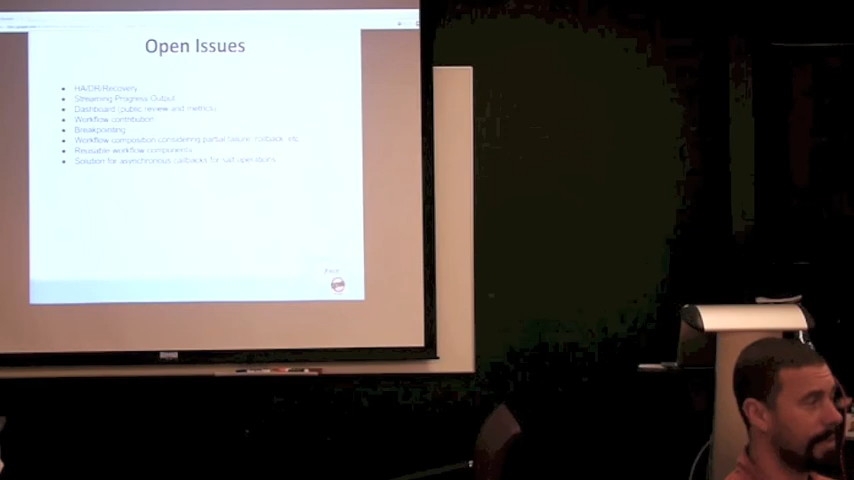 Open Issues
HA/DR/Recovery
Streaming Progress Output
Dashboard (public review and metrics)
Workflow contribution
Breakpointing
Workflow composition considering partial failure, rollback, etc
Reusable workflow components
Solution for asynchronous callbacks for salt operations